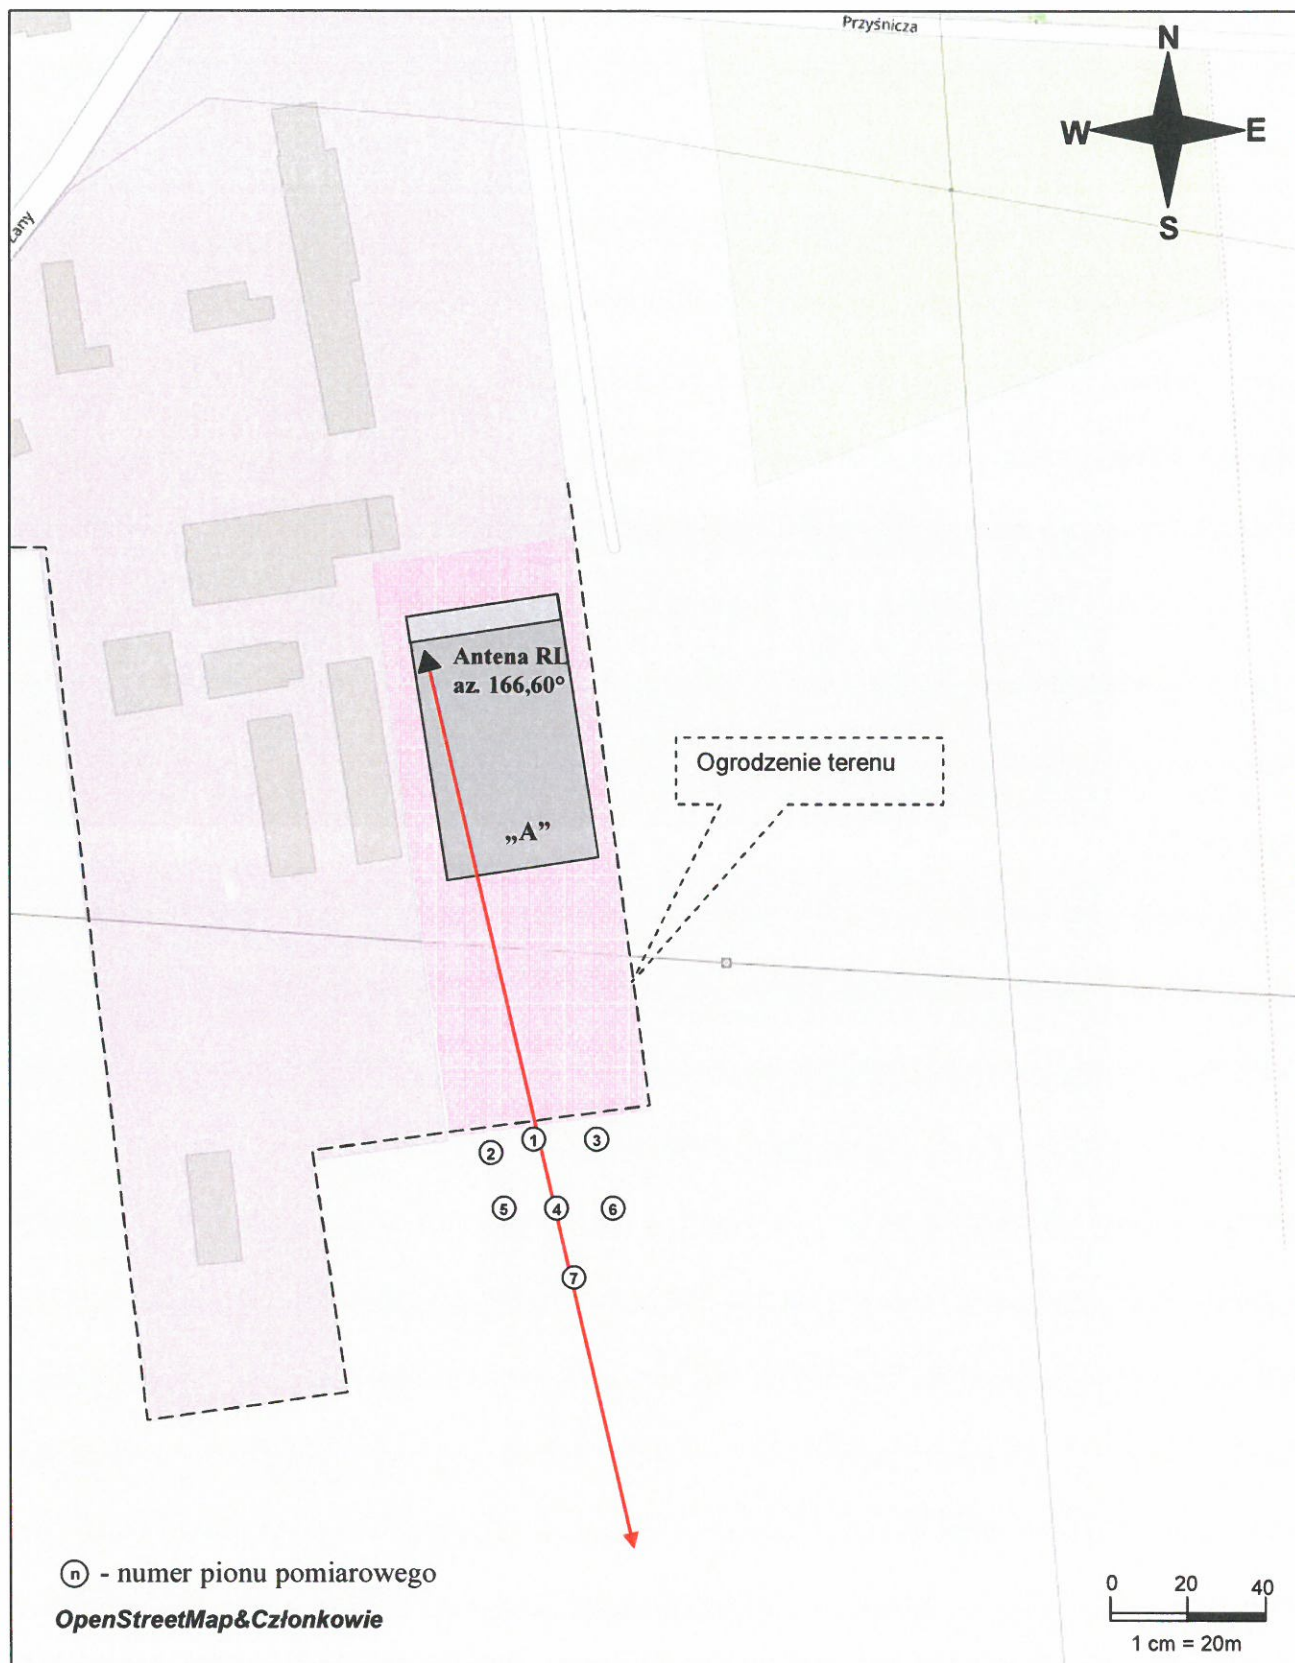 Przyśnicza
N
W
E
S
Łany
Antena RL
az. 166,60°
Ogrodzenie terenu
„A”
1
3
2
5
4
6
7
n - numer pionu pomiarowego
OpenStreetMap&Członkowie
0 20 40
1 cm = 20m